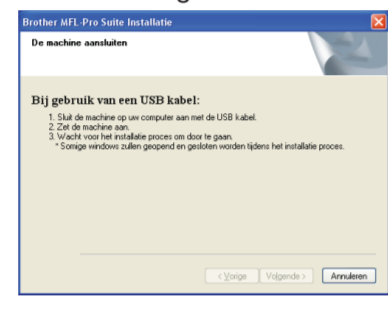 Brother MFL-Pro Suite Installatie
De machine aansluiten
Bij gebruik van een USB kabel:
1. Sluit de machine op uw computer aan met de USB kabel.
2. Zet de machine aan.
3. Wacht voor het installatie proces om door te gaan.
* Somige windows zullen geopend en gesloten worden tijdens het installatie proces.
< Vorige Volgende > Annuleren